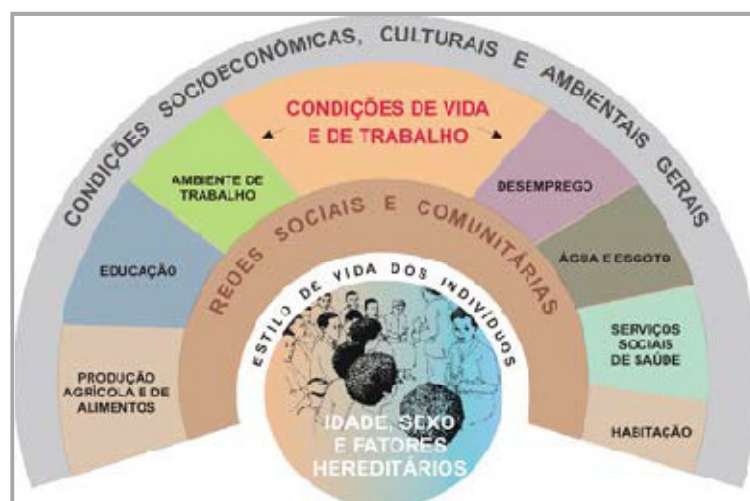 CONDIÇÕES SOCIOECONÔMICAS, CULTURAIS E AMBIENTAIS GERAIS
CONDIÇÕES DE VIDA
E DE TRABALHO
AMBIENTE DE
TRABALHO
DESEMPREGO
REDES SOCIAIS E COMUNITÁRIAS
EDUCAÇÃO
ÁGUA E ESGOTO
ESTILO DE VIDA DOS INDIVÍDUOS
SERVIÇOS
SOCIAIS
DE SAÚDE
PRODUÇÃO
AGRÍCOLA E DE
ALIMENTOS
HABITAÇÃO
IDADE, SEXO
E FATORES
HEREDITÁRIOS